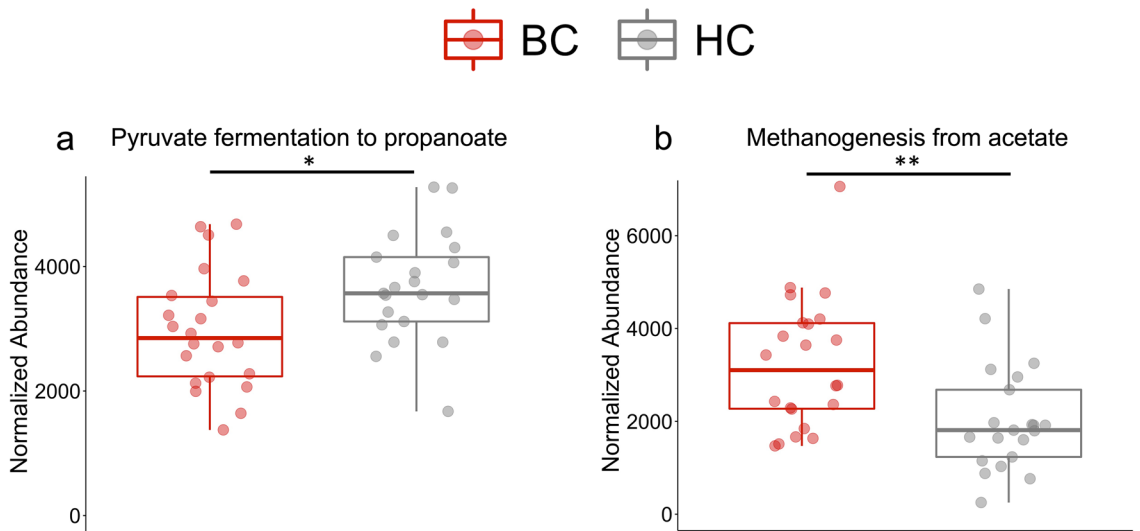 BC HC
a Pyruvate fermentation to propanoate
*
Normalized Abundance
4000
2000
0
b Methanogenesis from acetate
**
Normalized Abundance
6000
4000
2000
0